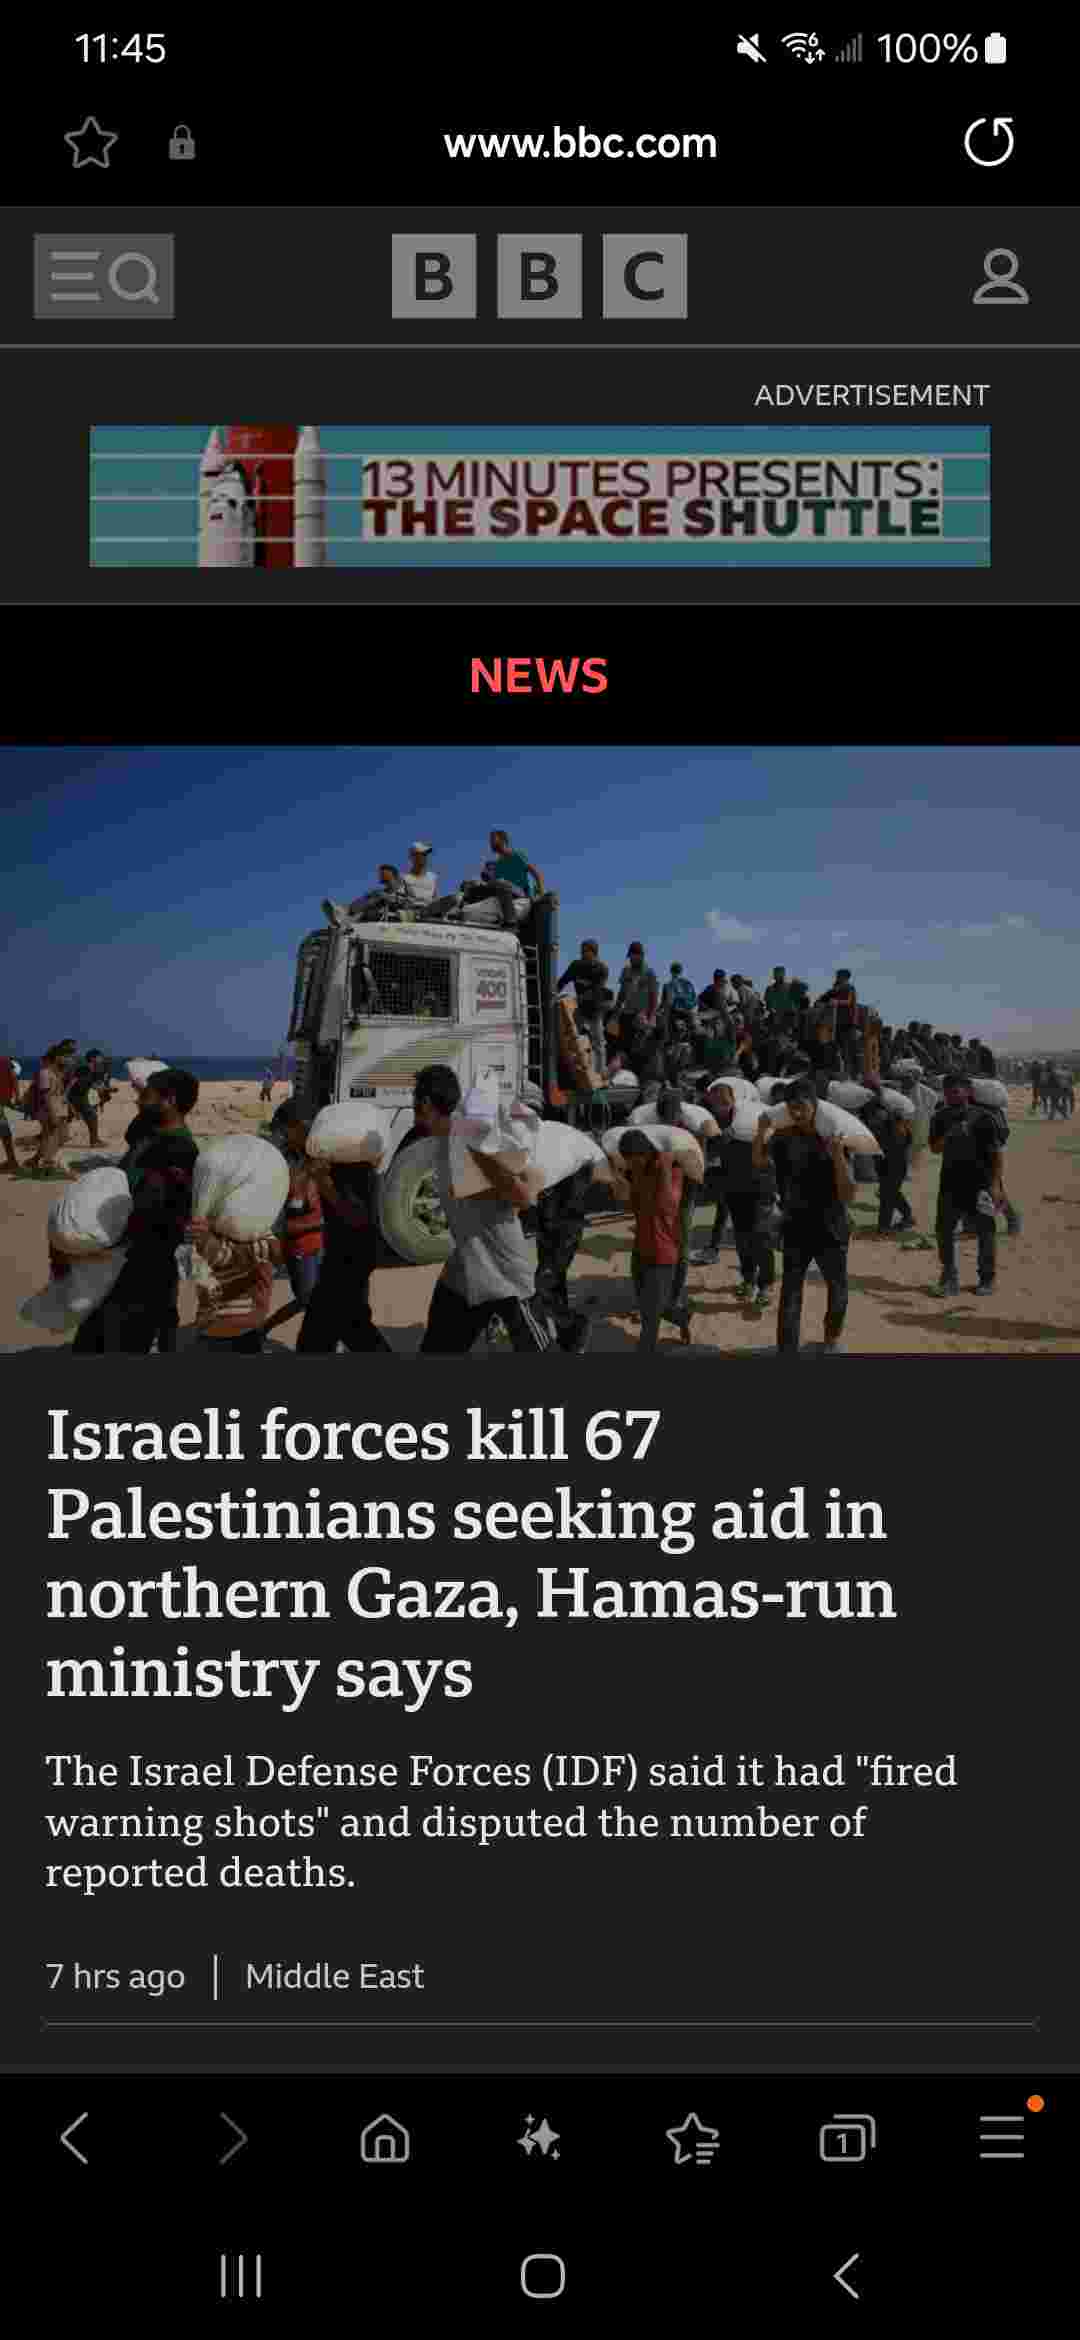 11:45
100%
www.bbc.com
BBC
ADVERTISEMENT
13 MINUTES PRESENTS:
THE SPACE SHUTTLE
NEWS
400
Israeli forces kill 67
Palestinians seeking aid in
northern Gaza, Hamas-run
ministry says
The Israel Defense Forces (IDF) said it had "fired
warning shots" and disputed the number of
reported deaths.
7 hrs ago | Middle East
1